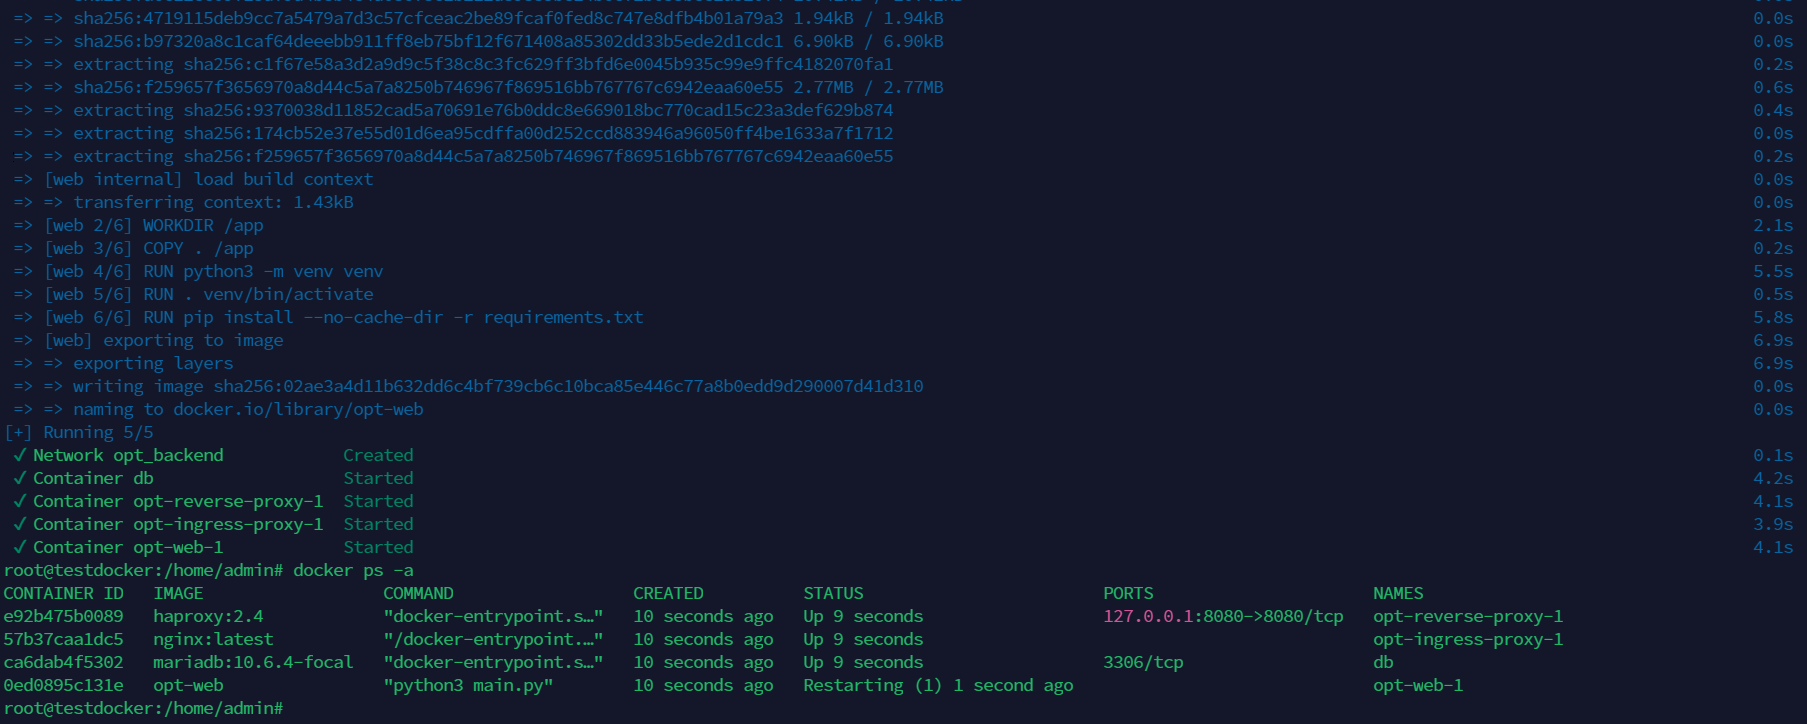 => => sha256:4719115deb9cc7a5479a7d3c57cfceac2be89fcaf0fed8c747e8dfb4b01a79a3 1.94kB / 1.94kB 0.0s
=> => sha256:b97320a8c1caf64deeebb911ff8eb75bf12f671408a85302dd33b5ede2d1cdc1 6.90kB / 6.90kB 0.0s
=> => extracting sha256:c1f67e58a3d2a9d9c5f38c8c3fc629ff3bfd6e0045b935c99e9ffc4182070fa1 0.2s
=> => sha256:f259657f3656970a8d44c5a7a8250b746967f869516bb767767c6942eaa60e55 2.77MB / 2.77MB 0.6s
=> => extracting sha256:9370038d11852cad5a70691e76b0ddc8e669018bc770cad15c23a3def629b874 0.4s
=> => extracting sha256:174cb52e37e55d01d6ea95cdffa00d252ccd883946a96050ff4be1633a7f1712 0.0s
=> => extracting sha256:f259657f3656970a8d44c5a7a8250b746967f869516bb767767c6942eaa60e55 0.2s
=> [web internal] load build context 0.0s
=> => transferring context: 1.43kB 0.0s
=> [web 2/6] WORKDIR /app 2.1s
=> [web 3/6] COPY . /app 0.2s
=> [web 4/6] RUN python3 -m venv venv 5.5s
=> [web 5/6] RUN . venv/bin/activate 0.5s
=> [web 6/6] RUN pip install --no-cache-dir -r requirements.txt 5.8s
=> [web] exporting to image 6.9s
=> => exporting layers 6.9s
=> => writing image sha256:02ae3a4d11b632dd6c4bf739cb6c10bca85e446c77a8b0edd9d290007d41d310 0.0s
=> => naming to docker.io/library/opt-web 0.0s
[+] Running 5/5
✓ Network opt_backend Created 0.1s
✓ Container db Started 4.2s
✓ Container opt-reverse-proxy-1 Started 4.1s
✓ Container opt-ingress-proxy-1 Started 3.9s
✓ Container opt-web-1 Started 4.1s
root@testdocker:/home/admin# docker ps -a
CONTAINER ID IMAGE COMMAND CREATED STATUS PORTS NAMES
e92b475b0089 haproxy:2.4 "docker-entrypoint.s…" 10 seconds ago Up 9 seconds 127.0.0.1:8080->8080/tcp opt-reverse-proxy-1
57b37caa1dc5 nginx:latest "/docker-entrypoint.…" 10 seconds ago Up 9 seconds opt-ingress-proxy-1
ca6dab4f5302 mariadb:10.6.4-focal "docker-entrypoint.s…" 10 seconds ago Up 9 seconds 3306/tcp db
0ed0895c131e opt-web "python3 main.py" 10 seconds ago Restarting (1) 1 second ago opt-web-1
root@testdocker:/home/admin#